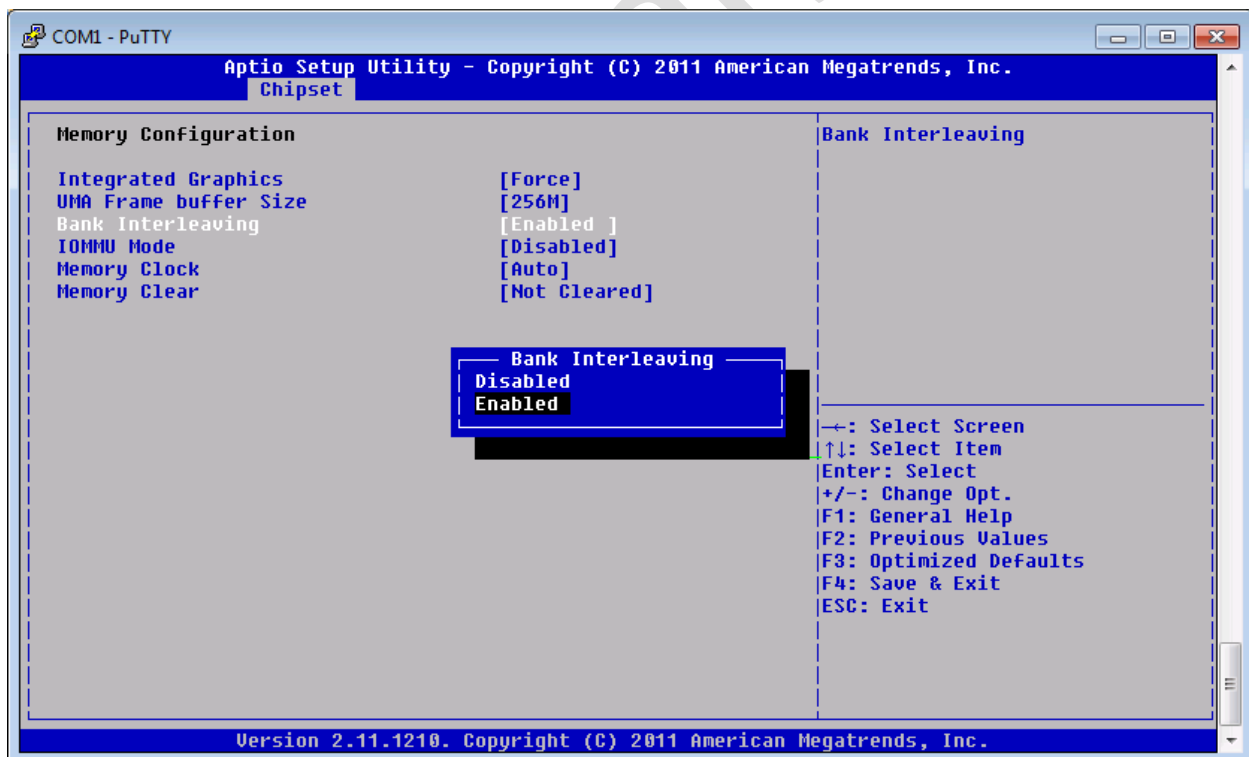 COM1 - PuTTY
Aptio Setup Utility - Copyright (C) 2011 American Megatrends, Inc.
Chipset
Memory Configuration
Integrated Graphics [Force]
UMA Frame buffer Size [256M]
Bank Interleaving [Enabled ]
IOMMU Mode [Disabled]
Memory Clock [Auto]
Memory Clear [Not Cleared]
Bank Interleaving
Disabled
Enabled
Bank Interleaving
→←: Select Screen
↑↓: Select Item
Enter: Select
+/-: Change Opt.
F1: General Help
F2: Previous Values
F3: Optimized Defaults
F4: Save & Exit
ESC: Exit
Version 2.11.1210. Copyright (C) 2011 American Megatrends, Inc.